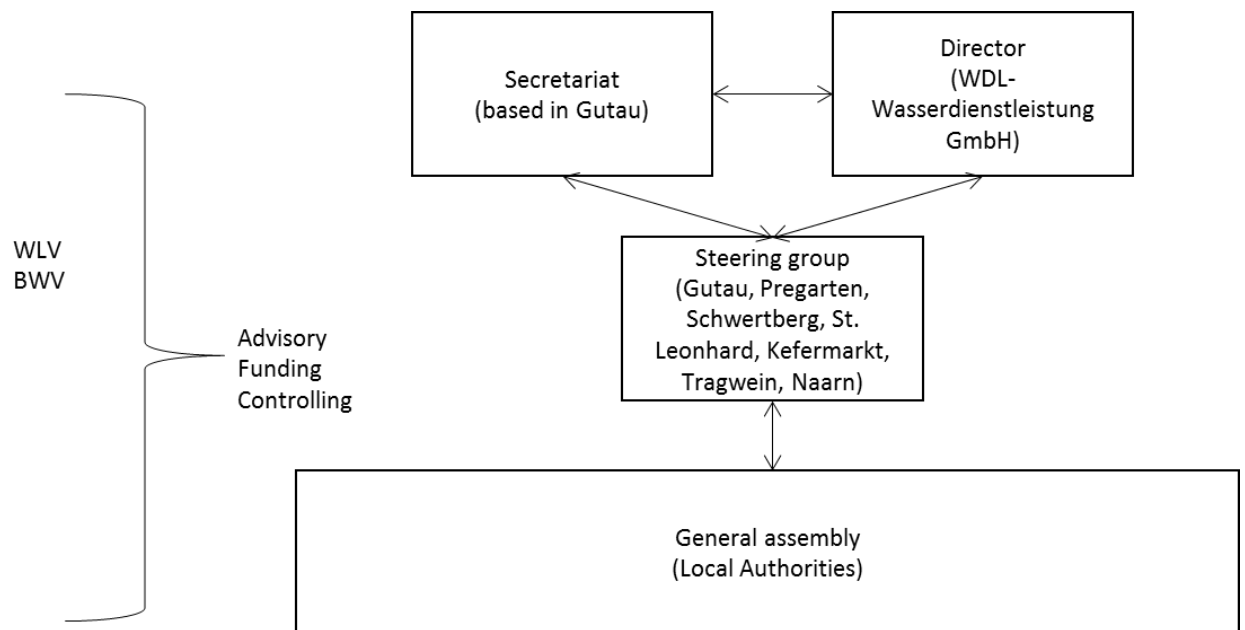 Secretariat
(based in Gutau)
Director
(WDL-
Wasserdienstleistung
GmbH)
WLV
BWV
Advisory
Funding
Controlling
Steering group
(Gutau, Pregarten,
Schwertberg, St.
Leonhard, Kefermarkt,
Tragwein, Naarn)
General assembly
(Local Authorities)